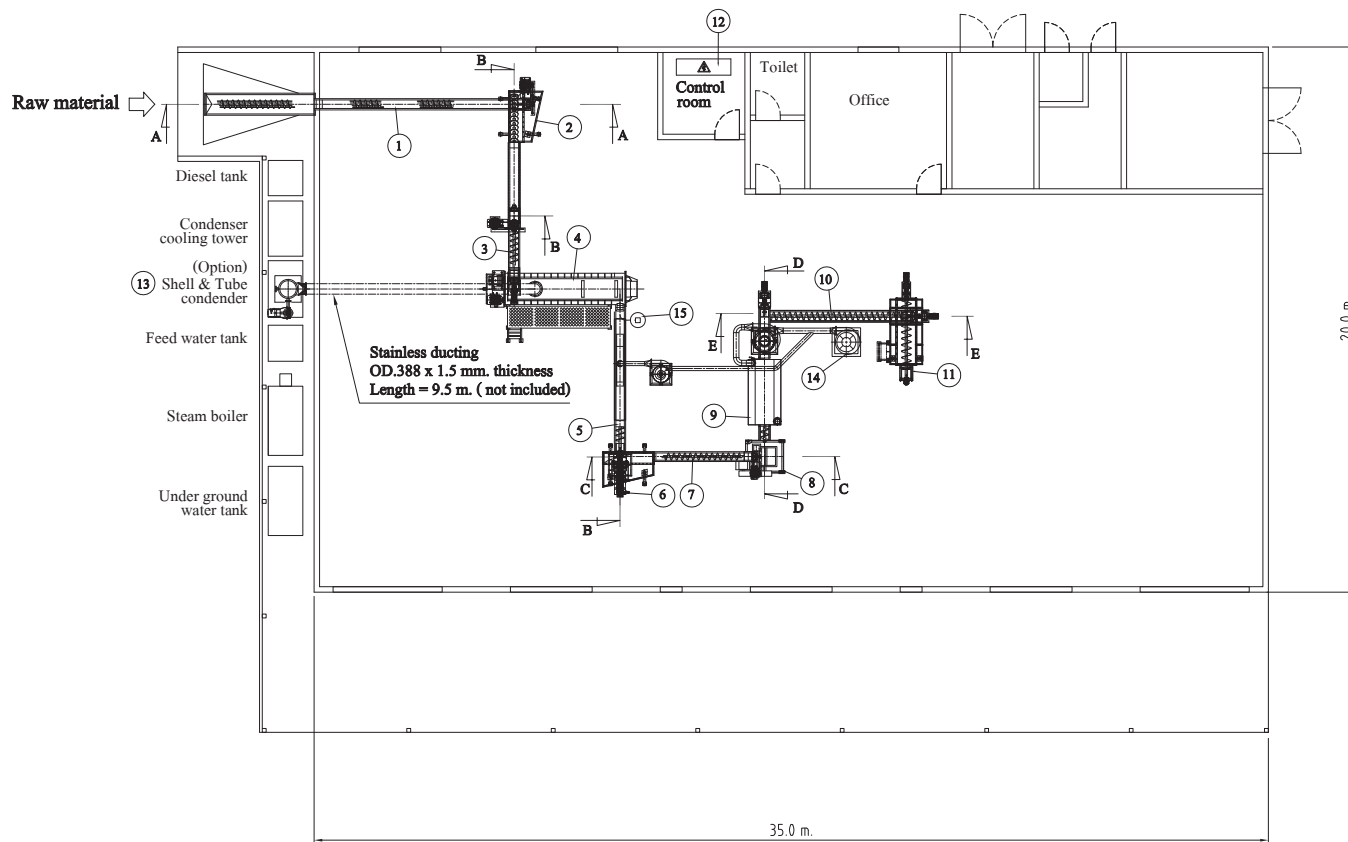 12
B
Toilet
Control
room
Office
Raw material
A
1
2
A
Diesel tank
Condenser
cooling tower
3
B
4
D
(Option)
13
Shell & Tube
condender
10
15
E
E
Feed water tank
Stainless ducting
OD.388 x 1.5 mm. thickness
Length = 9.5 m. ( not included)
14
11
Steam boiler
9
5
C
6
7
8
C
Under ground
water tank
D
B
20.0 m.
35.0 m.